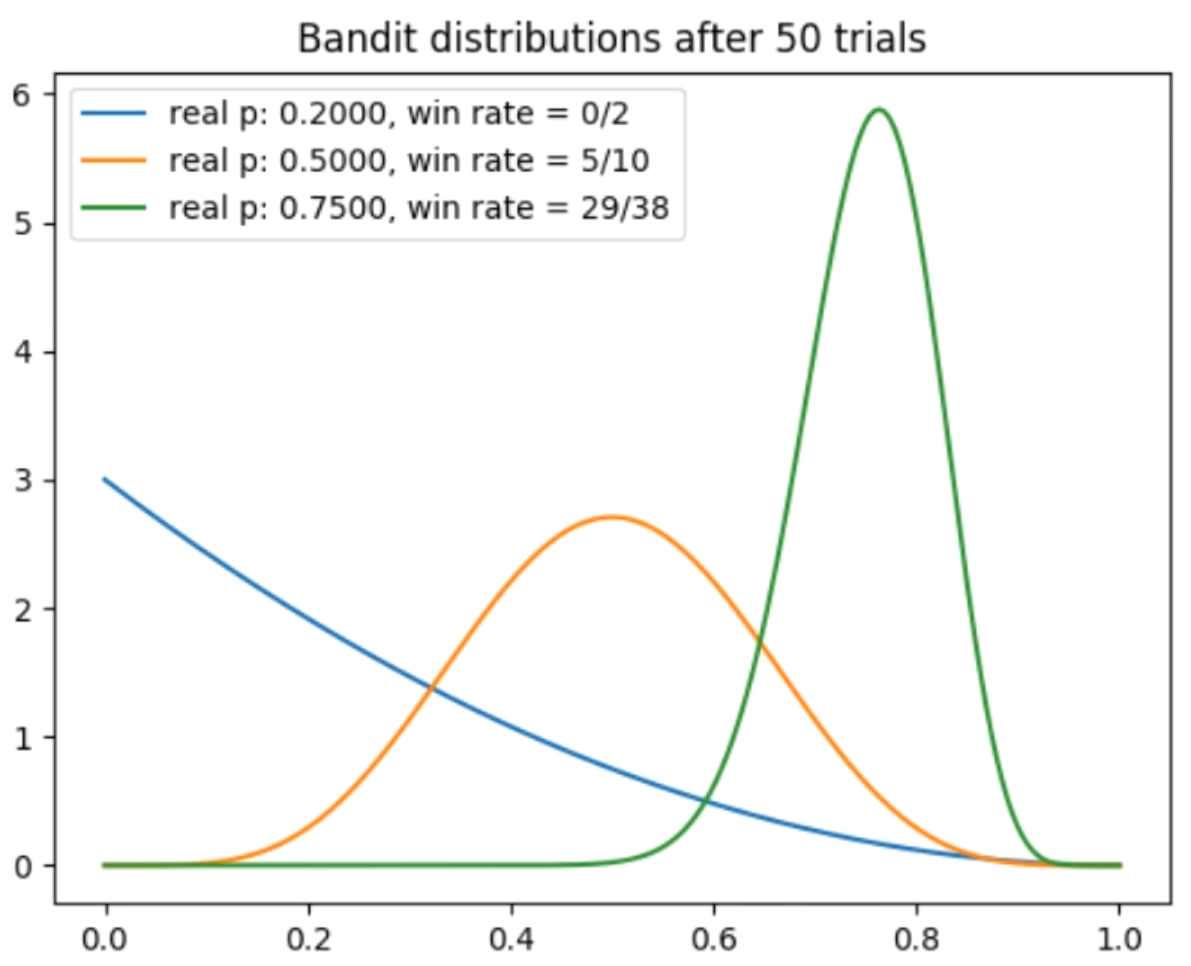 Bandit distributions after 50 trials
real p: 0.2000, win rate = 0/2
real p: 0.5000, win rate = 5/10
real p: 0.7500, win rate = 29/38
6
5
4
3
2
1
0
0.0 0.2 0.4 0.6 0.8 1.0